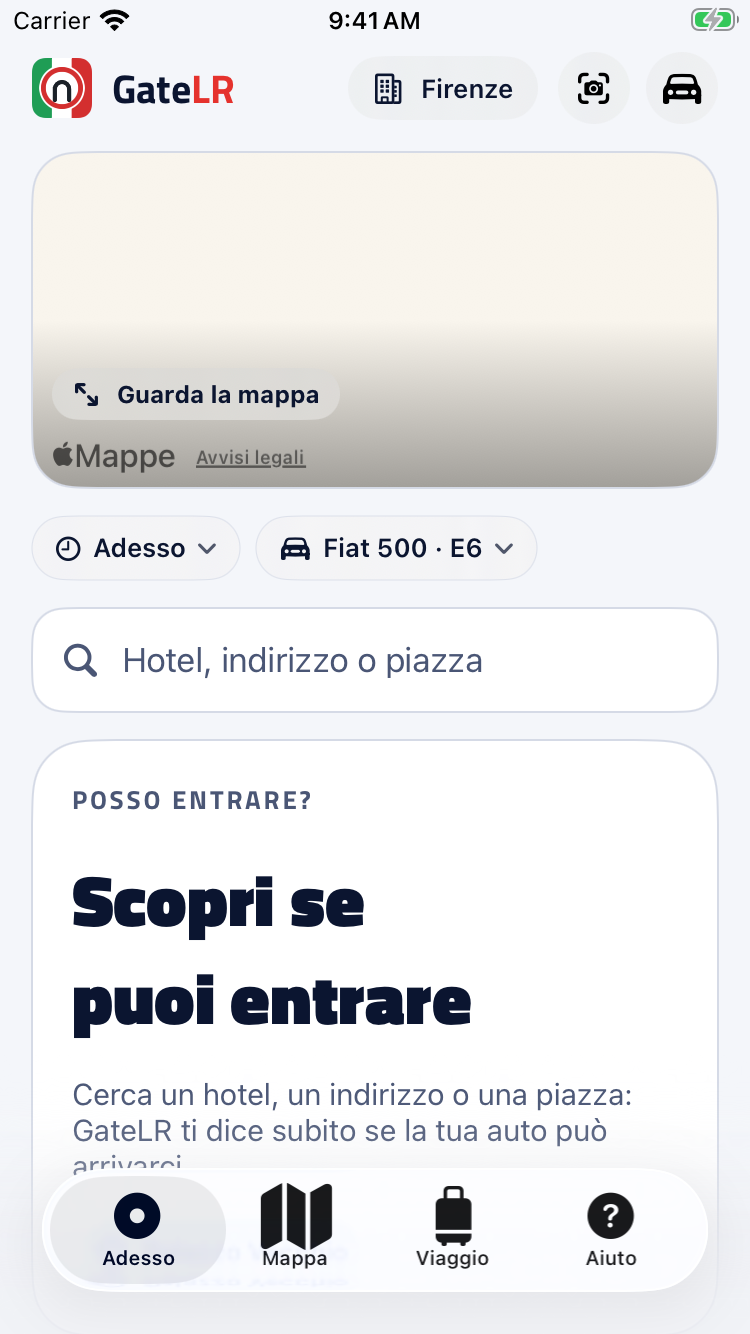 Carrier
9:41 AM
GateLR
Firenze
Guarda la mappa
Mappe
Avvisi legali
Adesso
Fiat 500 · E6
Hotel, indirizzo o piazza
POSSO ENTRARE?
Scopri se
puoi entrare
Cerca un hotel, un indirizzo o una piazza:
GateLR ti dice subito se la tua auto può
arrivarci
Adesso
Mappa
Viaggio
Aiuto